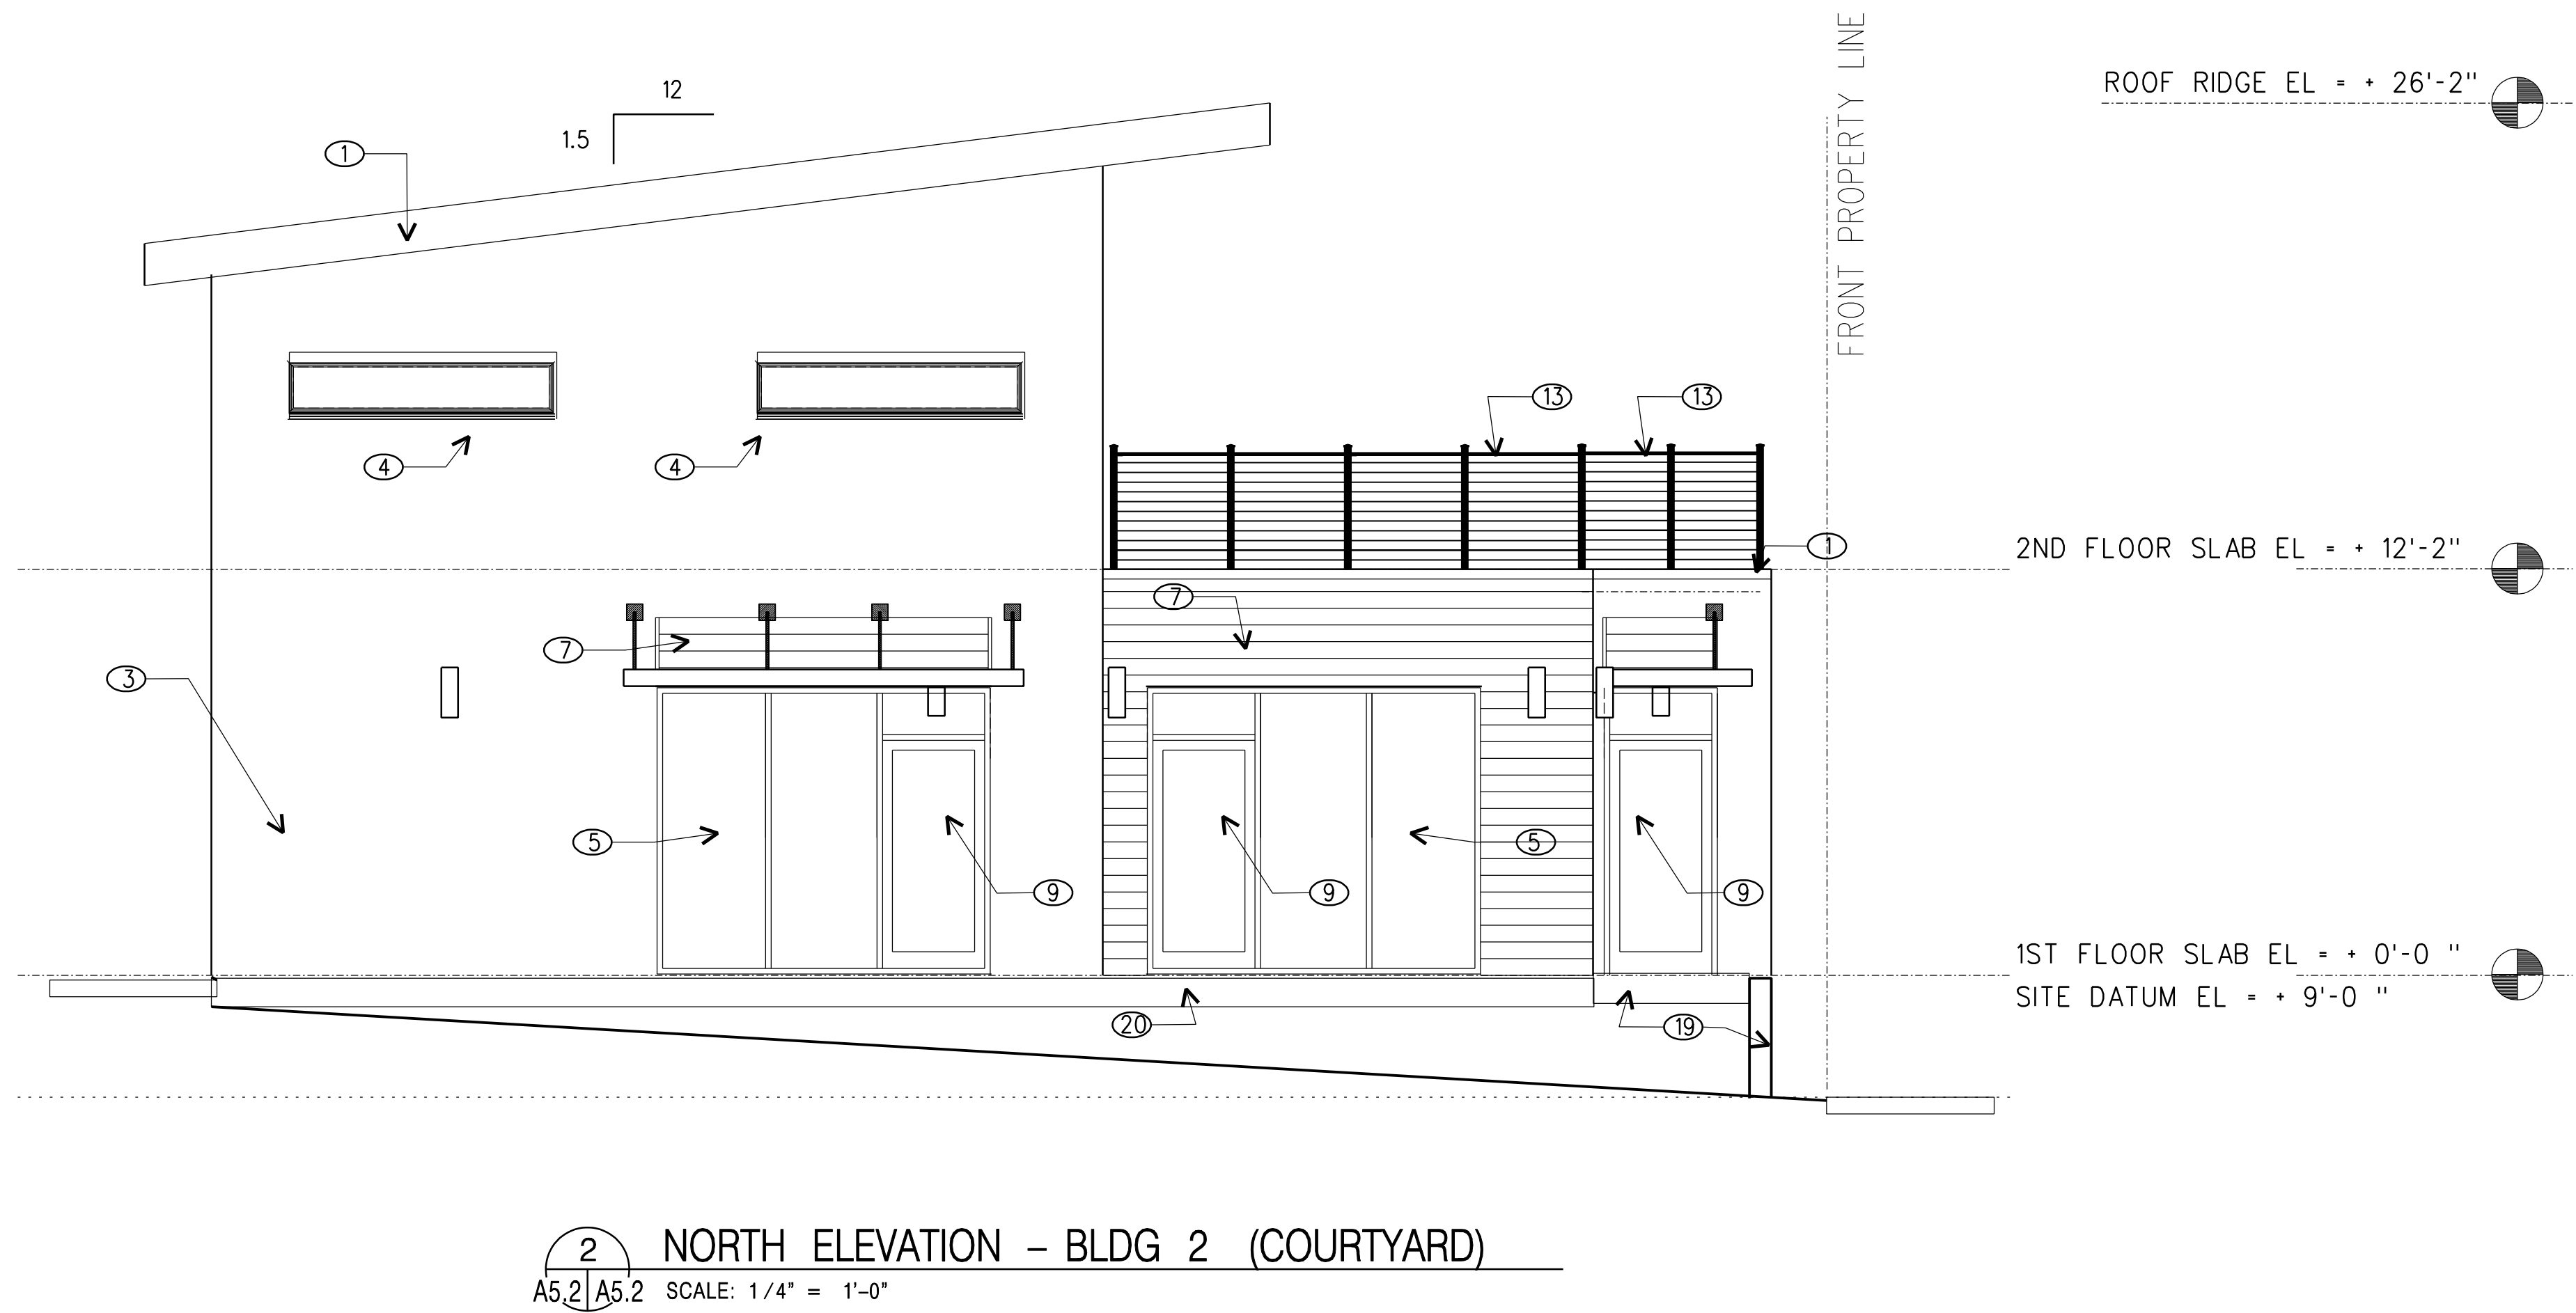 FRONT PROPERTY LINE
ROOF RIDGE EL = + 26'-2"
12
1.5
1
4
4
13
13
1
2ND FLOOR SLAB EL = + 12'-2"
7
7
3
5
5
9
9
9
1ST FLOOR SLAB EL = + 0'-0 "
SITE DATUM EL = + 9'-0 "
20
19
2
NORTH ELEVATION – BLDG 2 (COURTYARD)
A5.2 A5.2
SCALE: 1/4" = 1'-0"